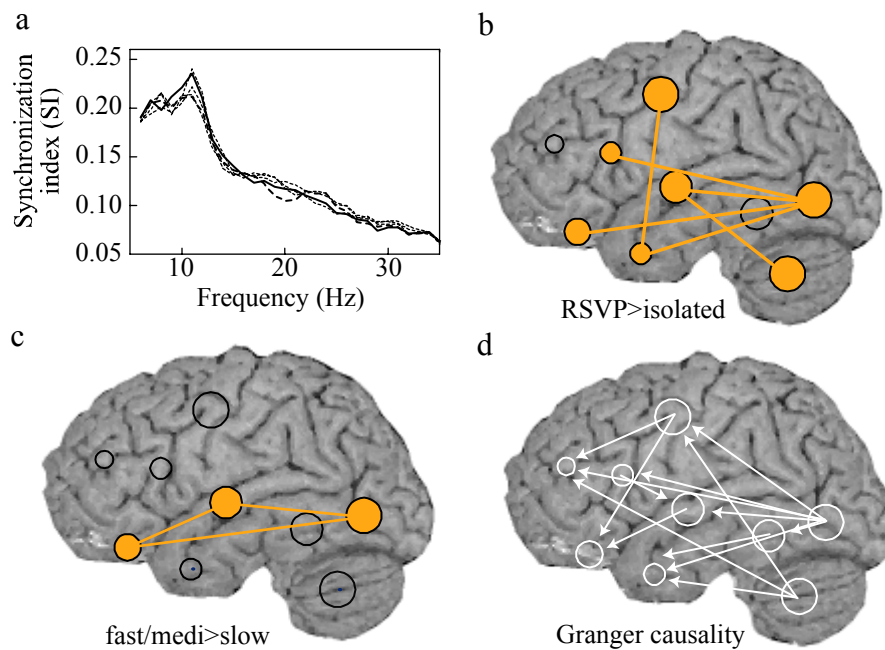 a
Synchronization
index (SI)
0.25
0.20
0.15
0.10
0.05
10
20
30
Frequency (Hz)
b
RSVP>isolated
c
fast/medi>slow
d
Granger causality